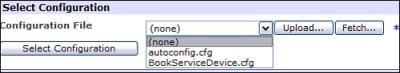 Select Configuration
Configuration File (none) Upload... Fetch... *
(none)
Select Configuration autoconfig.cfg
BookServiceDevice.cfg